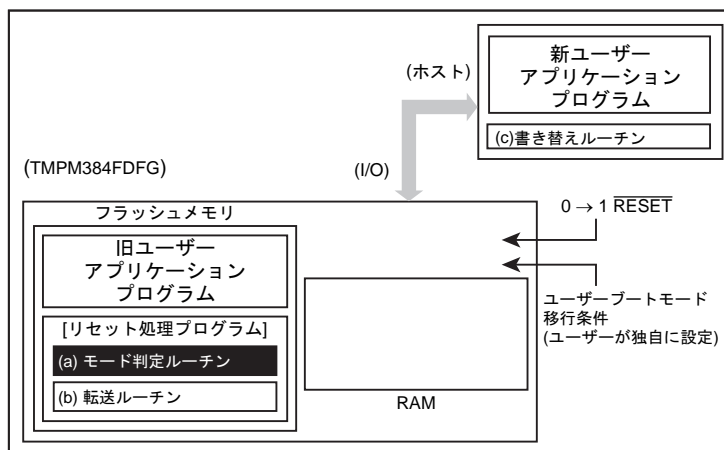 新ユーザー
アプリケーション
プログラム
(ホスト)
(c)書き替えルーチン
(TMPM384FDFG)
(I/O)
フラッシュメモリ
0 → 1 RESET
旧ユーザー
アプリケーション
プログラム
ユーザーブートモード
移行条件
(ユーザーが独自に設定)
[リセット処理プログラム]
(a) モード判定ルーチン
(b) 転送ルーチン
RAM